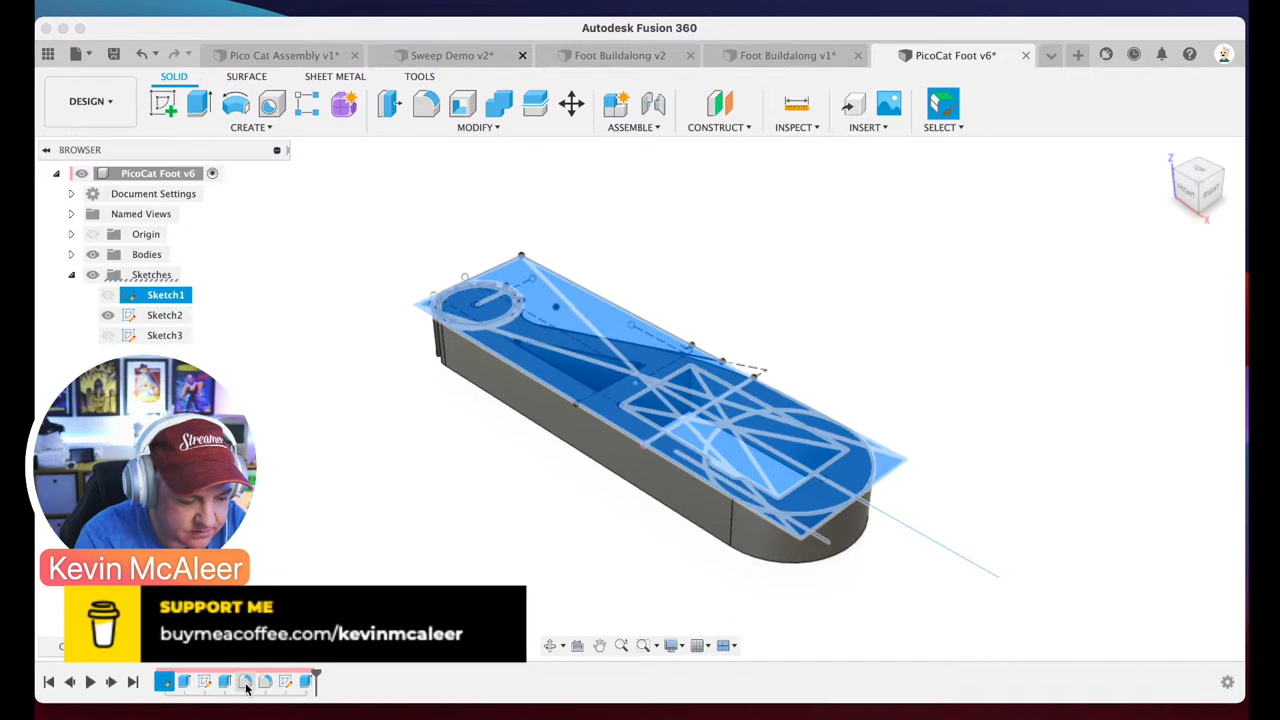 Autodesk Fusion 360
Pico Cat Assembly v1*
Sweep Demo v2*
Foot Buildalong v2
Foot Buildalong v1*
PicoCat Foot v6*
SOLID
SURFACE
SHEET METAL
TOOLS
DESIGN
CREATE
MODIFY
ASSEMBLE
CONSTRUCT
INSPECT
INSERT
SELECT
BROWSER
PicoCat Foot v6
Document Settings
Named Views
Origin
Bodies
Sketches
Sketch1
Sketch2
Sketch3
Z
FRONT
RIGHT
X
Streamer
Kevin McAleer
SUPPORT ME
buymeacoffee.com/kevinmcaleer